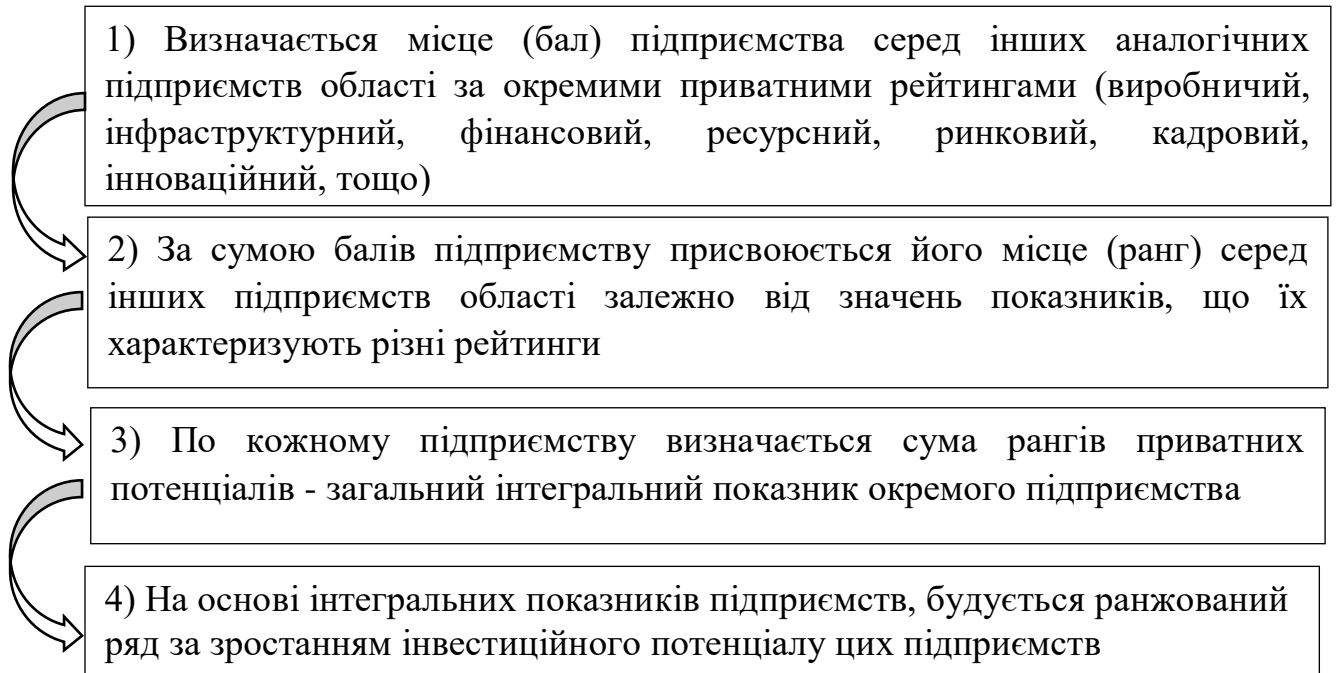 1) Визначається місце (бал) підприємства серед інших аналогічних
підприємств області за окремими приватними рейтингами (виробничий,
інфраструктурний, фінансовий, ресурсний, ринковий, кадровий,
інноваційний, тощо)
2) За сумою балів підприємству присвоюється його місце (ранг) серед
інших підприємств області залежно від значень показників, що їх
характеризують різні рейтинги
3) По кожному підприємству визначається сума рангів приватних
потенціалів - загальний інтегральний показник окремого підприємства
4) На основі інтегральних показників підприємств, будується ранжований
ряд за зростанням інвестиційного потенціалу цих підприємств